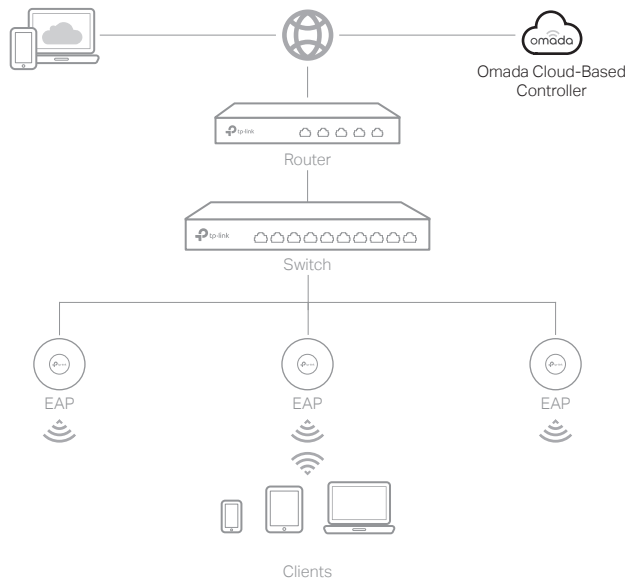 omada
Omada Cloud-Based
Controller
tp-link
Router
tp-link
Switch
EAP
EAP
EAP
Clients